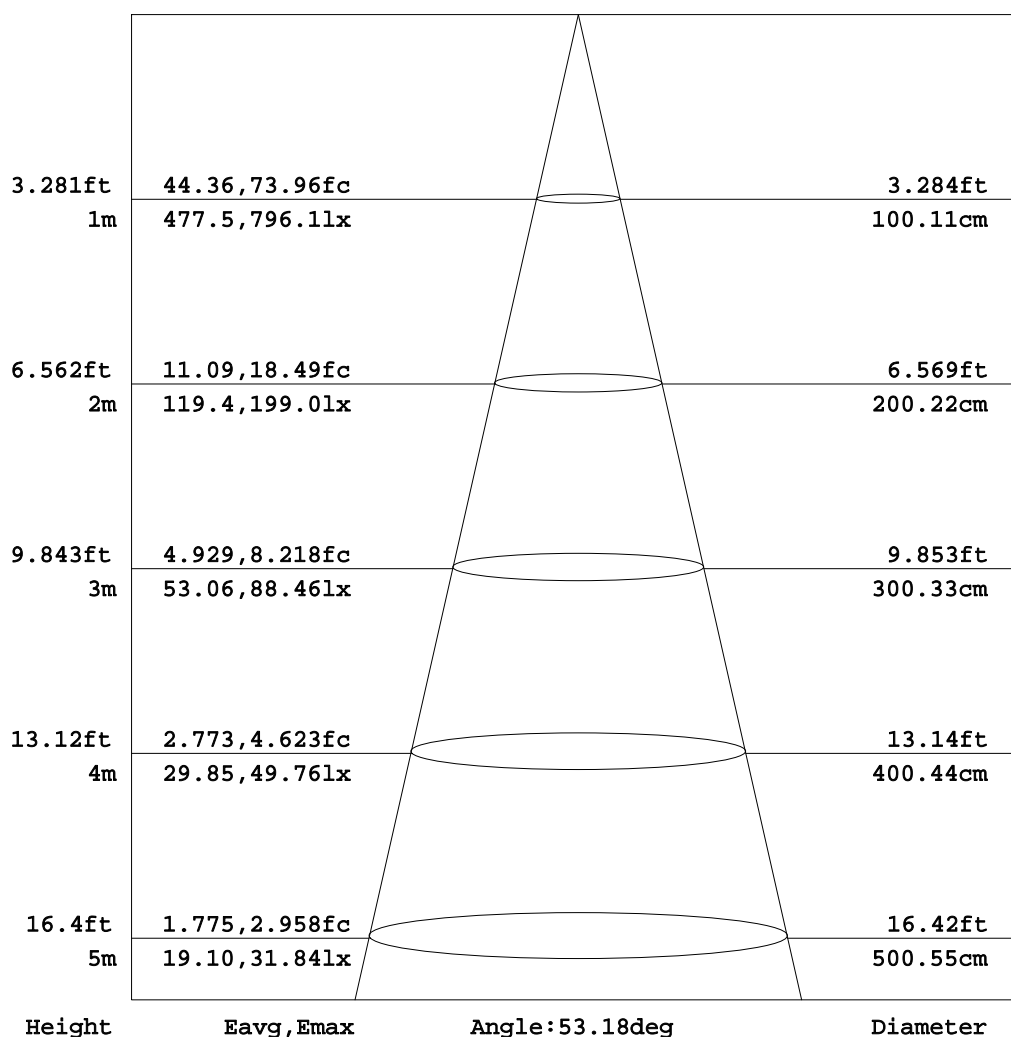 3.281ft 44.36,73.96fc 3.284ft
1m 477.5,796.1lx 100.11cm
6.562ft 11.09,18.49fc 6.569ft
2m 119.4,199.0lx 200.22cm
9.843ft 4.929,8.218fc 9.853ft
3m 53.06,88.46lx 300.33cm
13.12ft 2.773,4.623fc 13.14ft
4m 29.85,49.76lx 400.44cm
16.4ft 1.775,2.958fc 16.42ft
5m 19.10,31.84lx 500.55cm
Height Eavg,Emax Angle:53.18deg Diameter